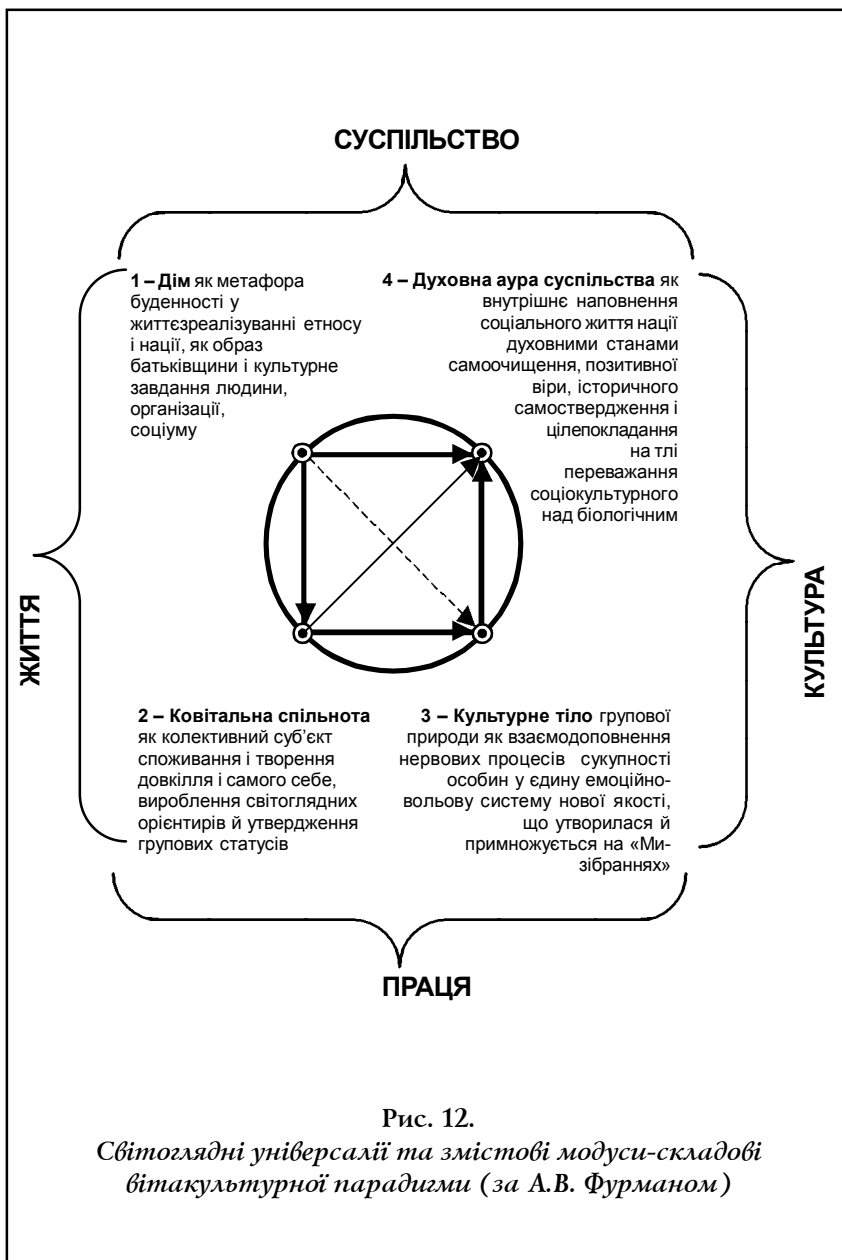 СУСПІЛЬСТВО
1 – Дім як метафора
буденності у
життєзреалізуванні етносу
і нації, як образ
батьківщини і культурне
завдання людини,
організації,
соціуму
4 – Духовна аура суспільства як
внутрішнє наповнення
соціального життя нації
духовними станами
самоочищення, позитивної
віри, історичного
самоствердження і
цілепокладання
на тлі
переважання
соціокультурного
над біологічним
ЖИТТЯ
КУЛЬТУРА
2 – Ковітальна спільнота
як колективний суб’єкт
споживання і творення
довкілля і самого себе,
вироблення світоглядних
орієнтирів й утвердження
групових статусів
3 – Культурне тіло групової
природи як взаємодоповнення
нервових процесів сукупності
особин у єдину емоційно-
вольову систему нової якості,
що утворилася й
примножується на «Ми-
зібраннях»
ПРАЦЯ
Рис. 12.
Світоглядні універсалії та змістові модуси-складові
вітакультурної парадигми (за А.В. Фурманом)